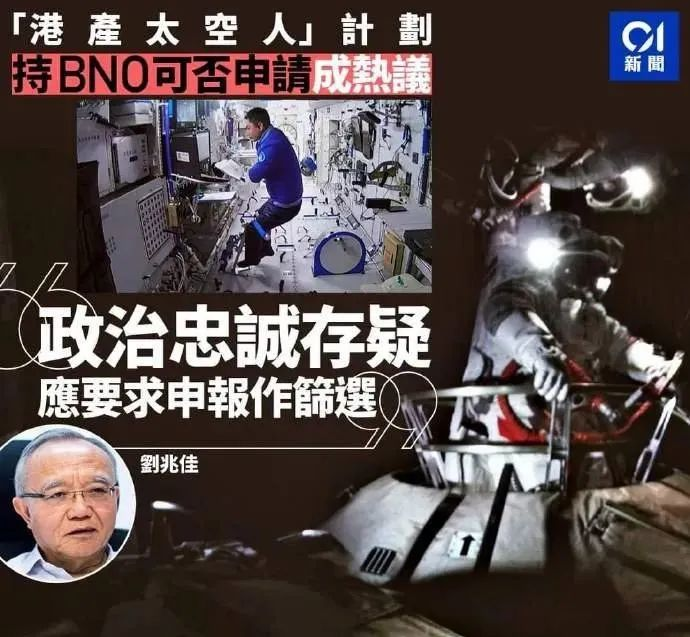 「港產太空人」計劃
持BNO可否申請成熱議
01
新聞
政治忠誠存疑
應要求申報作篩選
劉兆佳